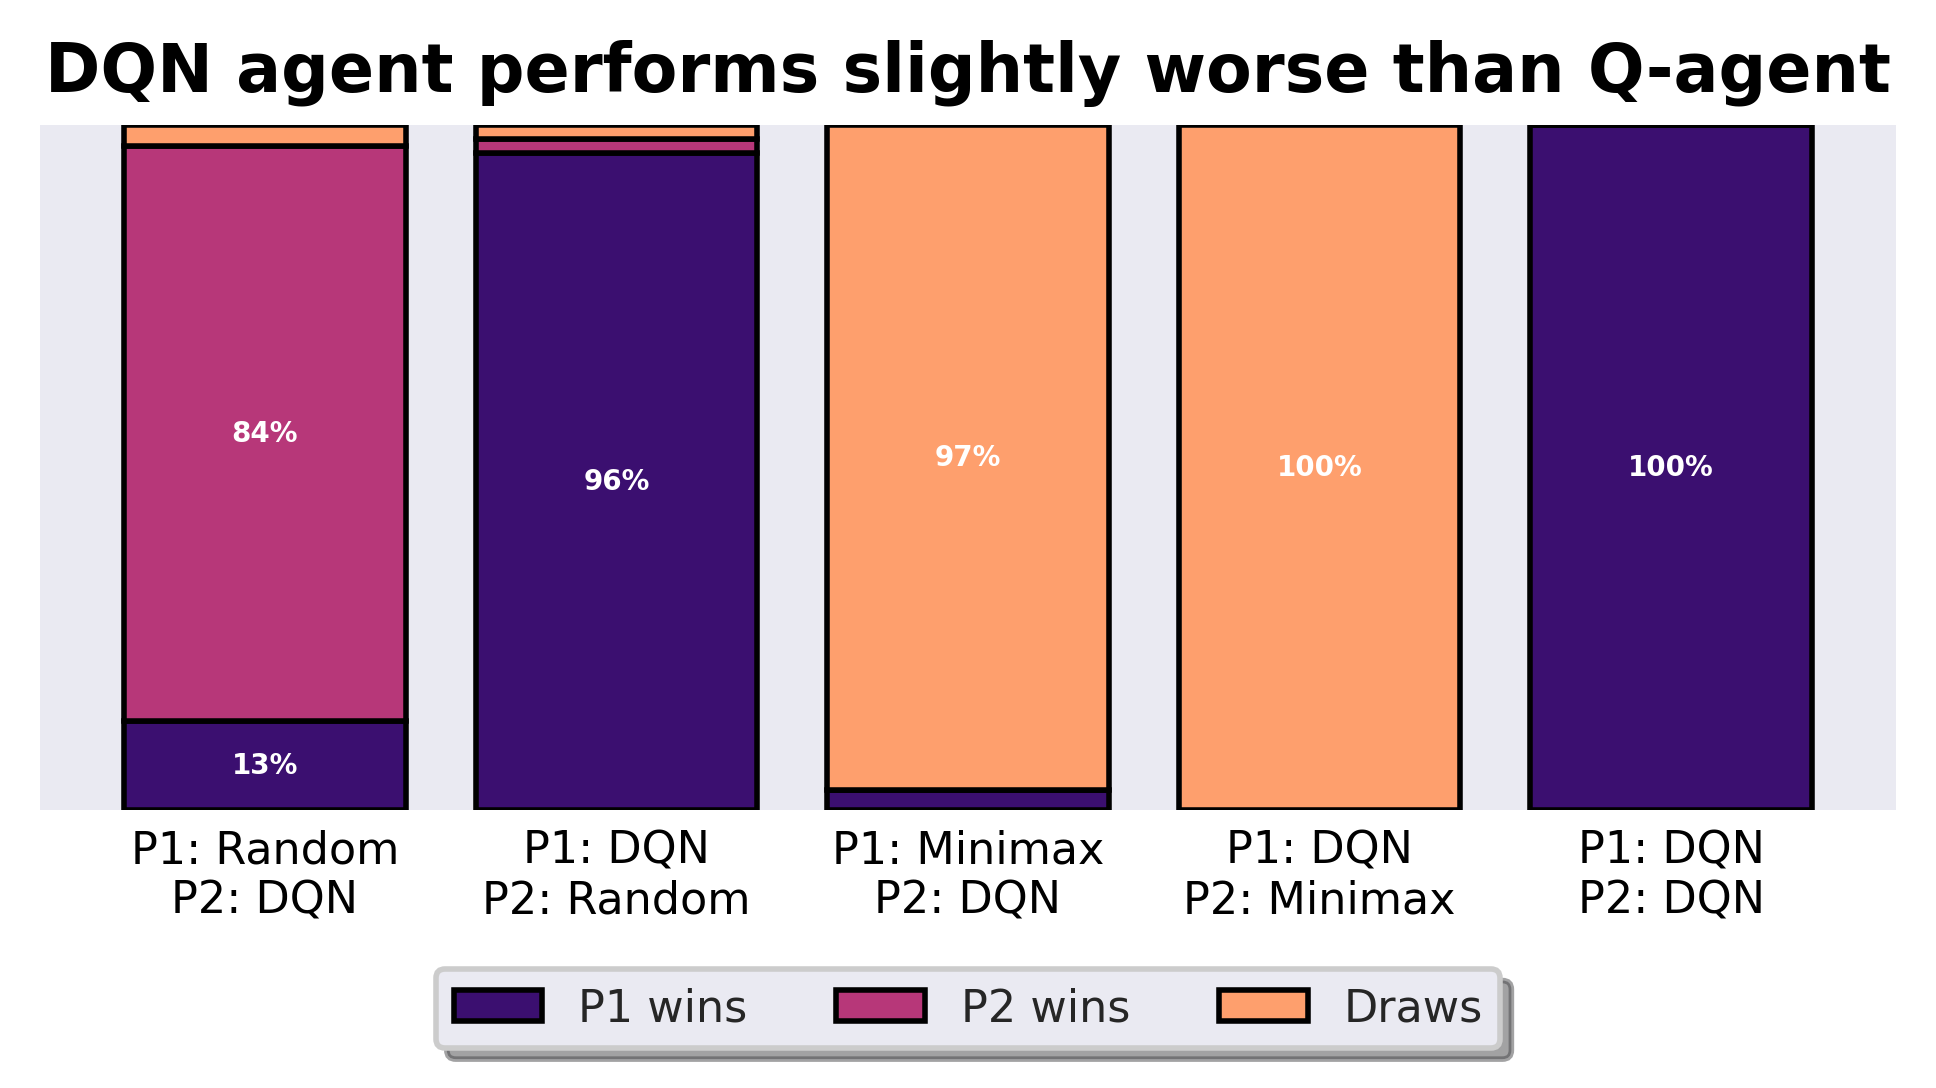 DQN agent performs slightly worse than Q-agent
84%
13%
96%
97%
100%
100%
P1: Random
P2: DQN
P1: DQN
P2: Random
P1: Minimax
P2: DQN
P1: DQN
P2: Minimax
P1: DQN
P2: DQN
P1 wins
P2 wins
Draws